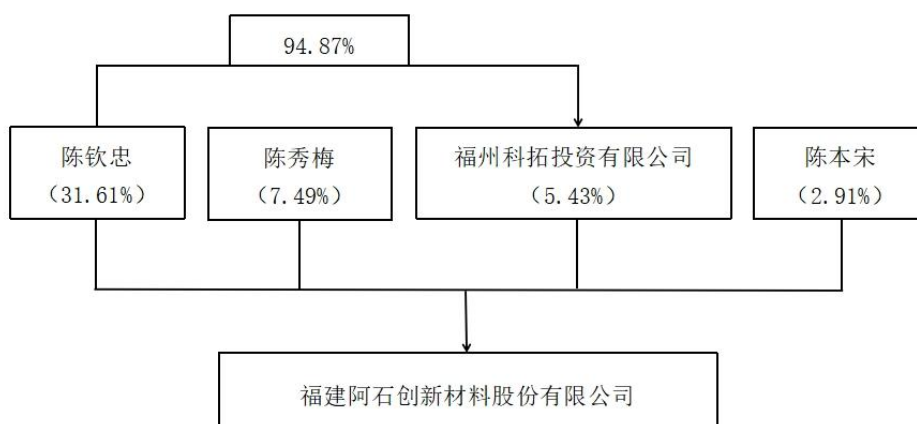 94.87%
陈钦忠
（31.61%）
陈秀梅
（7.49%）
福州科拓投资有限公司
（5.43%）
陈本宋
（2.91%）
福建阿石创新材料股份有限公司